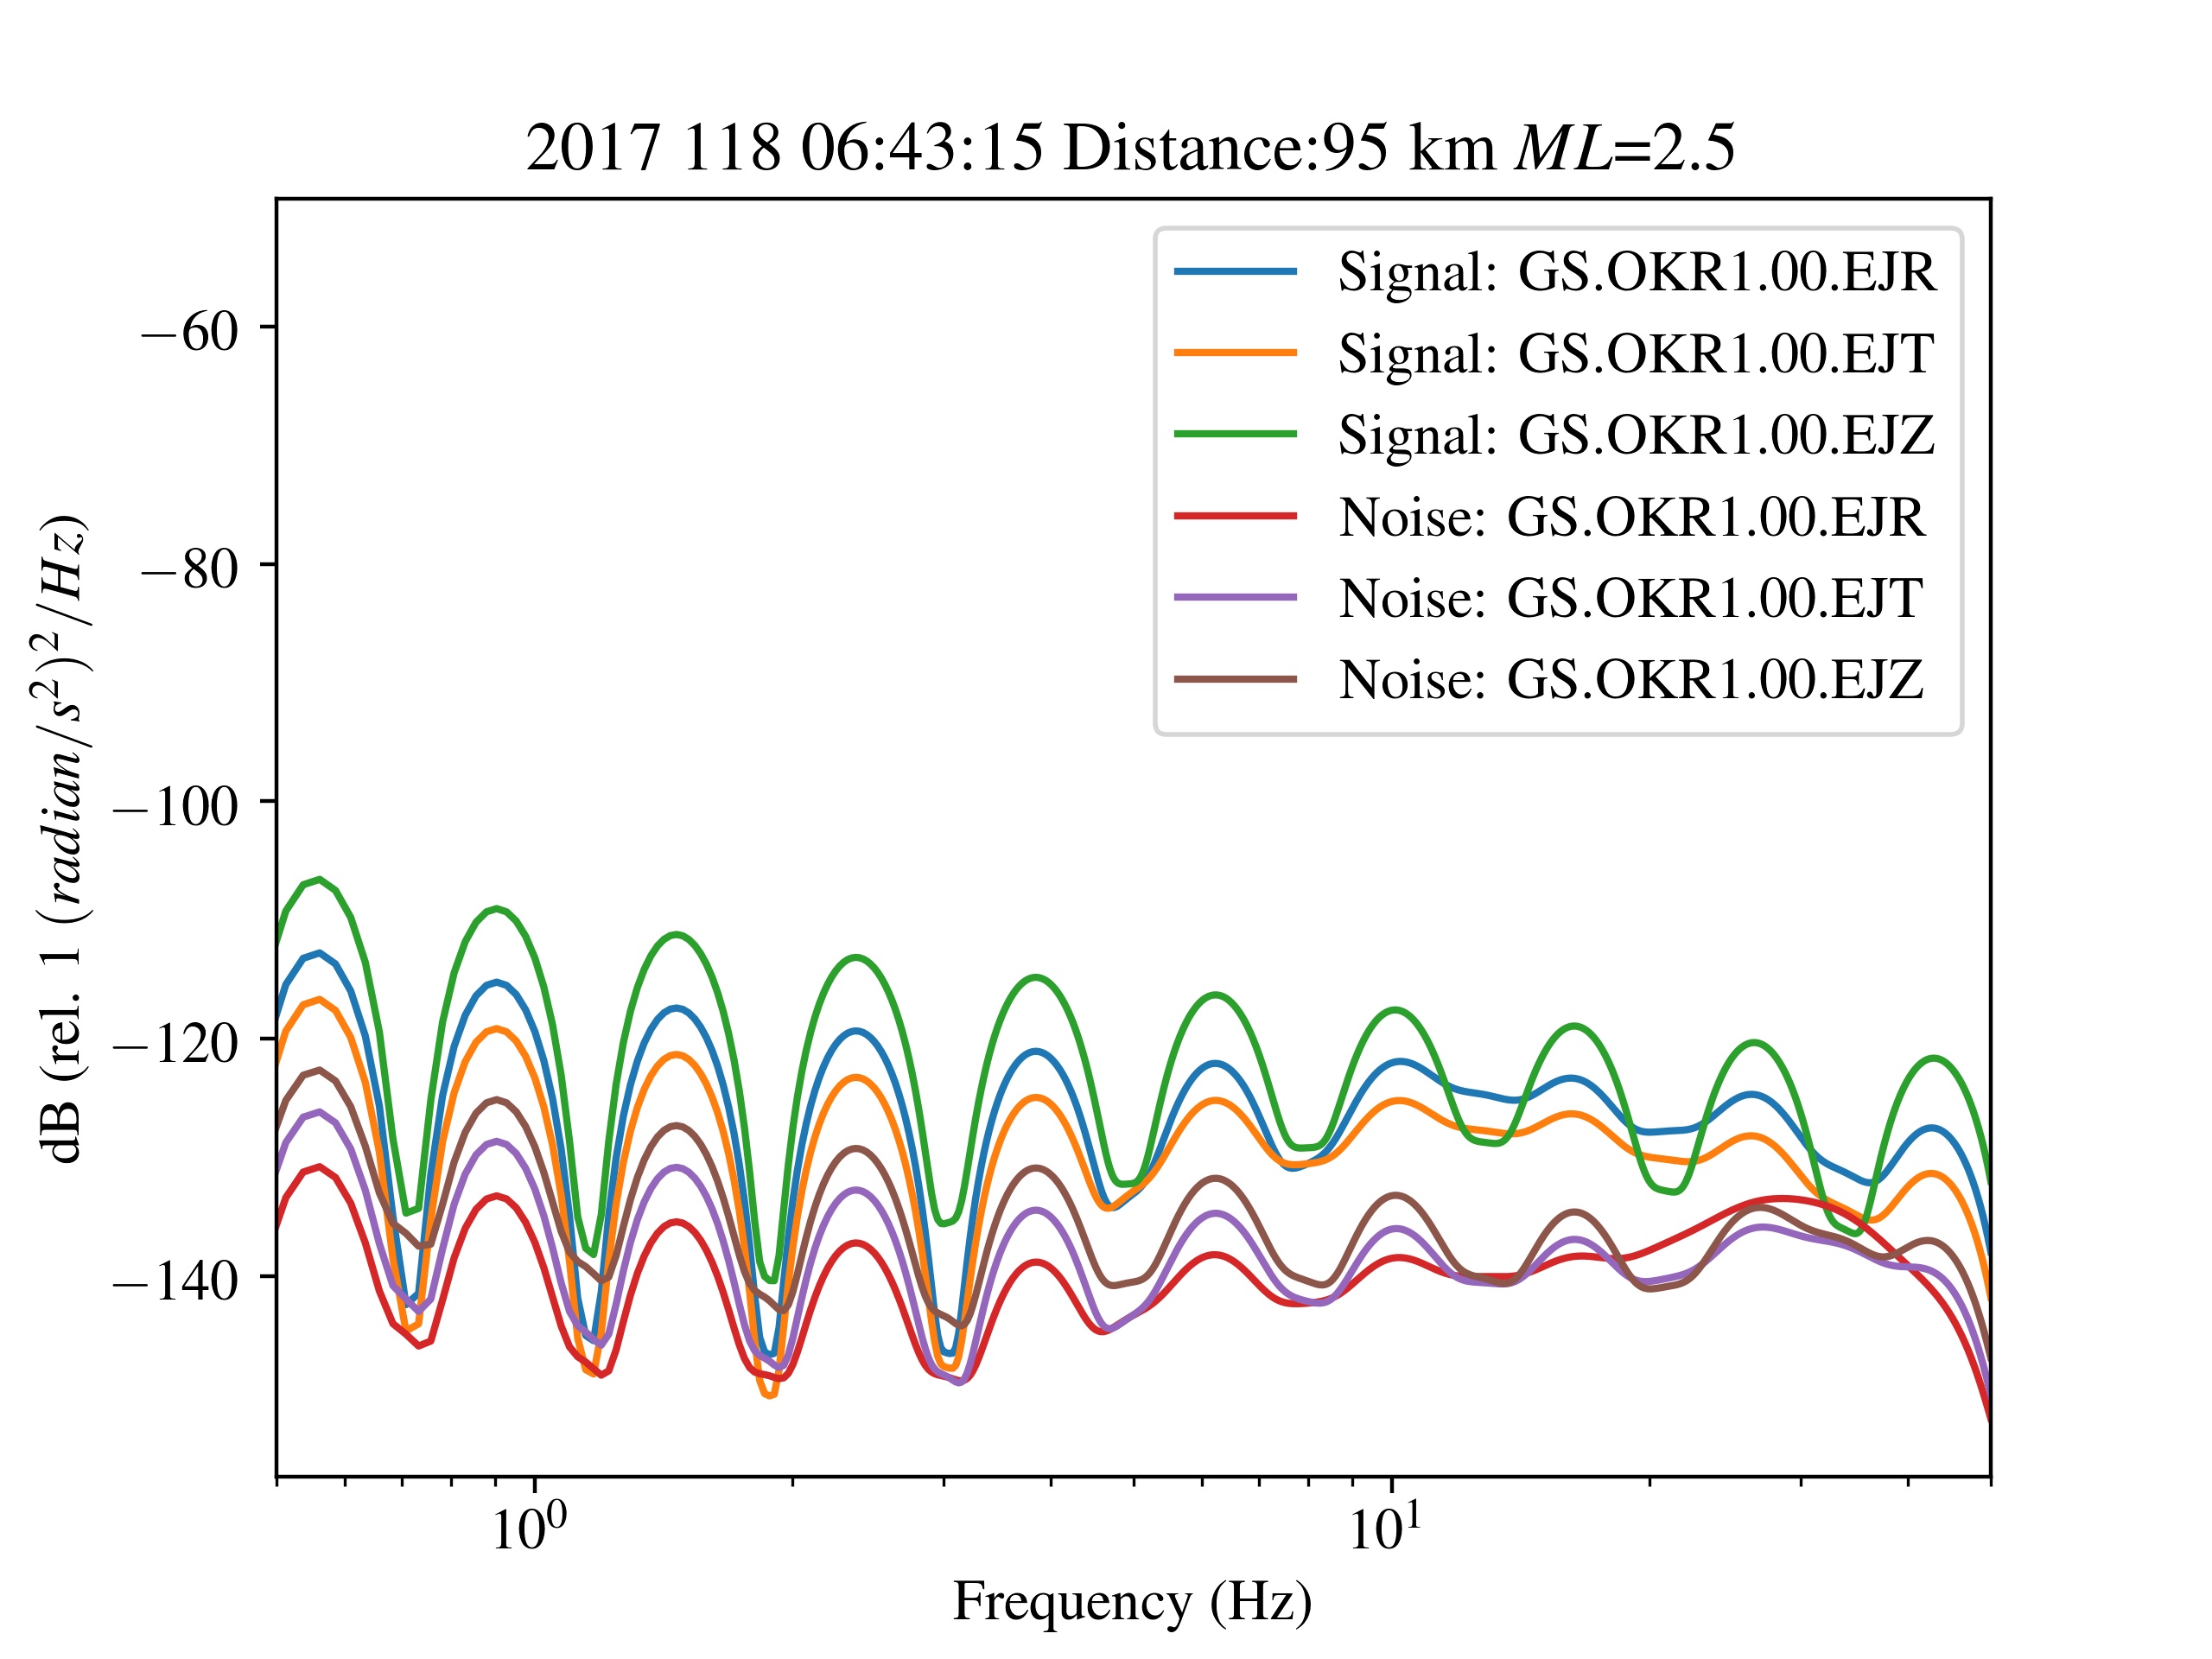 2017 118 06:43:15 Distance:95 km ML=2.5
Signal: GS.OKR1.00.EJR
Signal: GS.OKR1.00.EJT
Signal: GS.OKR1.00.EJZ
Noise: GS.OKR1.00.EJR
Noise: GS.OKR1.00.EJT
Noise: GS.OKR1.00.EJZ
dB (rel. 1 (radian/s²)²/Hz)
−60
−80
−100
−120
−140
10⁰
10¹
Frequency (Hz)